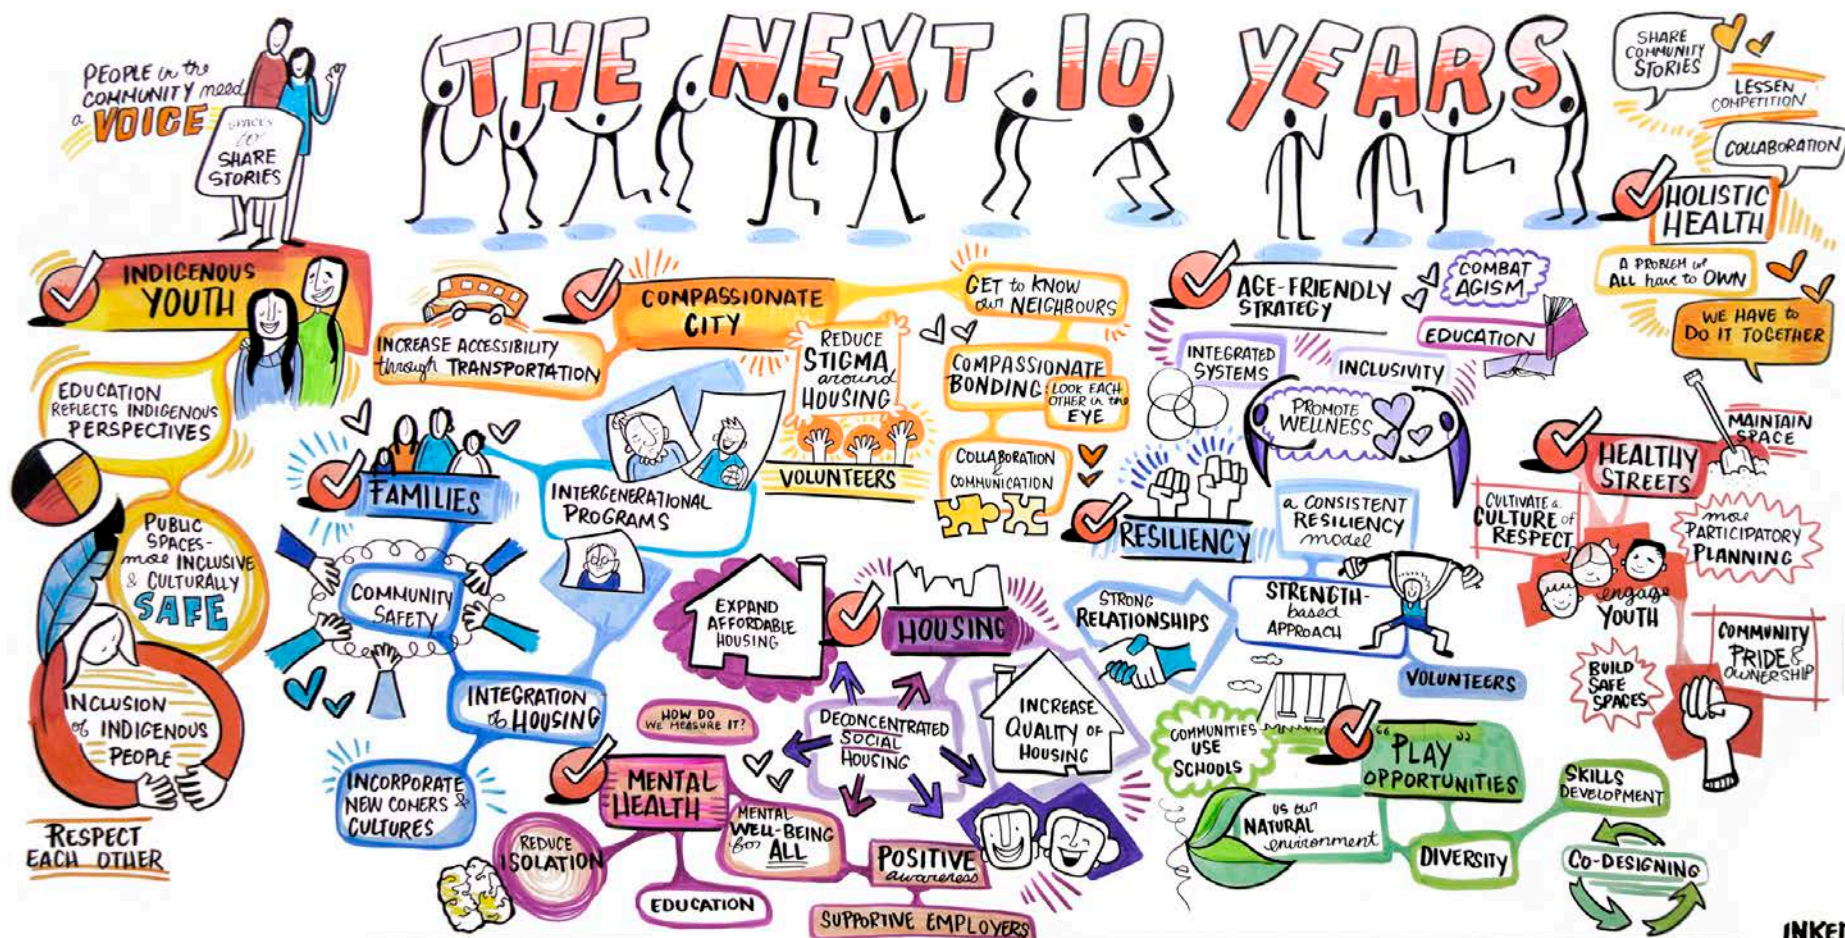 THE NEXT 10 YEARS
PEOPLE in the
COMMUNITY need
a VOICE
SPACES
to
SHARE
STORIES
INDIGENOUS
YOUTH
EDUCATION
REFLECTS INDIGENOUS
PERSPECTIVES
PUBLIC
SPACES-
more INCLUSIVE
& CULTURALLY
SAFE
INCLUSION
of INDIGENOUS
PEOPLE
RESPECT
EACH OTHER
COMPASSIONATE
CITY
INCREASE ACCESSIBILITY
through TRANSPORTATION
REDUCE
STIGMA
around
HOUSING
VOLUNTEERS
GET to KNOW
our NEIGHBOURS
COMPASSIONATE
BONDING:
LOOK EACH
OTHER in the
EYE
COLLABORATION
&
COMMUNICATION
FAMILIES
INTERGENERATIONAL
PROGRAMS
COMMUNITY
SAFETY
INTEGRATION
of HOUSING
INCORPORATE
NEW COMERS &
CULTURES
HOUSING
EXPAND
AFFORDABLE
HOUSING
DECONCENTRATED
SOCIAL
HOUSING
INCREASE
QUALITY OF
HOUSING
HOW DO
WE MEASURE IT?
MENTAL
HEALTH
REDUCE
ISOLATION
EDUCATION
MENTAL
WELL-BEING
for ALL
POSITIVE
awareness
SUPPORTIVE EMPLOYERS
AGE-FRIENDLY
STRATEGY
COMBAT
AGISM
EDUCATION
INTEGRATED
SYSTEMS
INCLUSIVITY
PROMOTE
WELLNESS
RESILIENCY
a CONSISTENT
RESILIENCY
model
STRENGTH-
based
APPROACH
STRONG
RELATIONSHIPS
VOLUNTEERS
"PLAY"
OPPORTUNITIES
COMMUNITIES
USE
SCHOOLS
us our
NATURAL
environment
DIVERSITY
SKILLS
DEVELOPMENT
CO-DESIGNING
SHARE
COMMUNITY
STORIES
LESSEN
COMPETITION
COLLABORATION
HOLISTIC
HEALTH
A PROBLEM we
ALL have to OWN
WE HAVE to
DO IT TOGETHER
HEALTHY
STREETS
MAINTAIN
SPACE
CULTIVATE a
CULTURE of
RESPECT
more
PARTICIPATORY
PLANNING
engage
YOUTH
BUILD
SAFE
SPACES
COMMUNITY
PRIDE &
OWNERSHIP